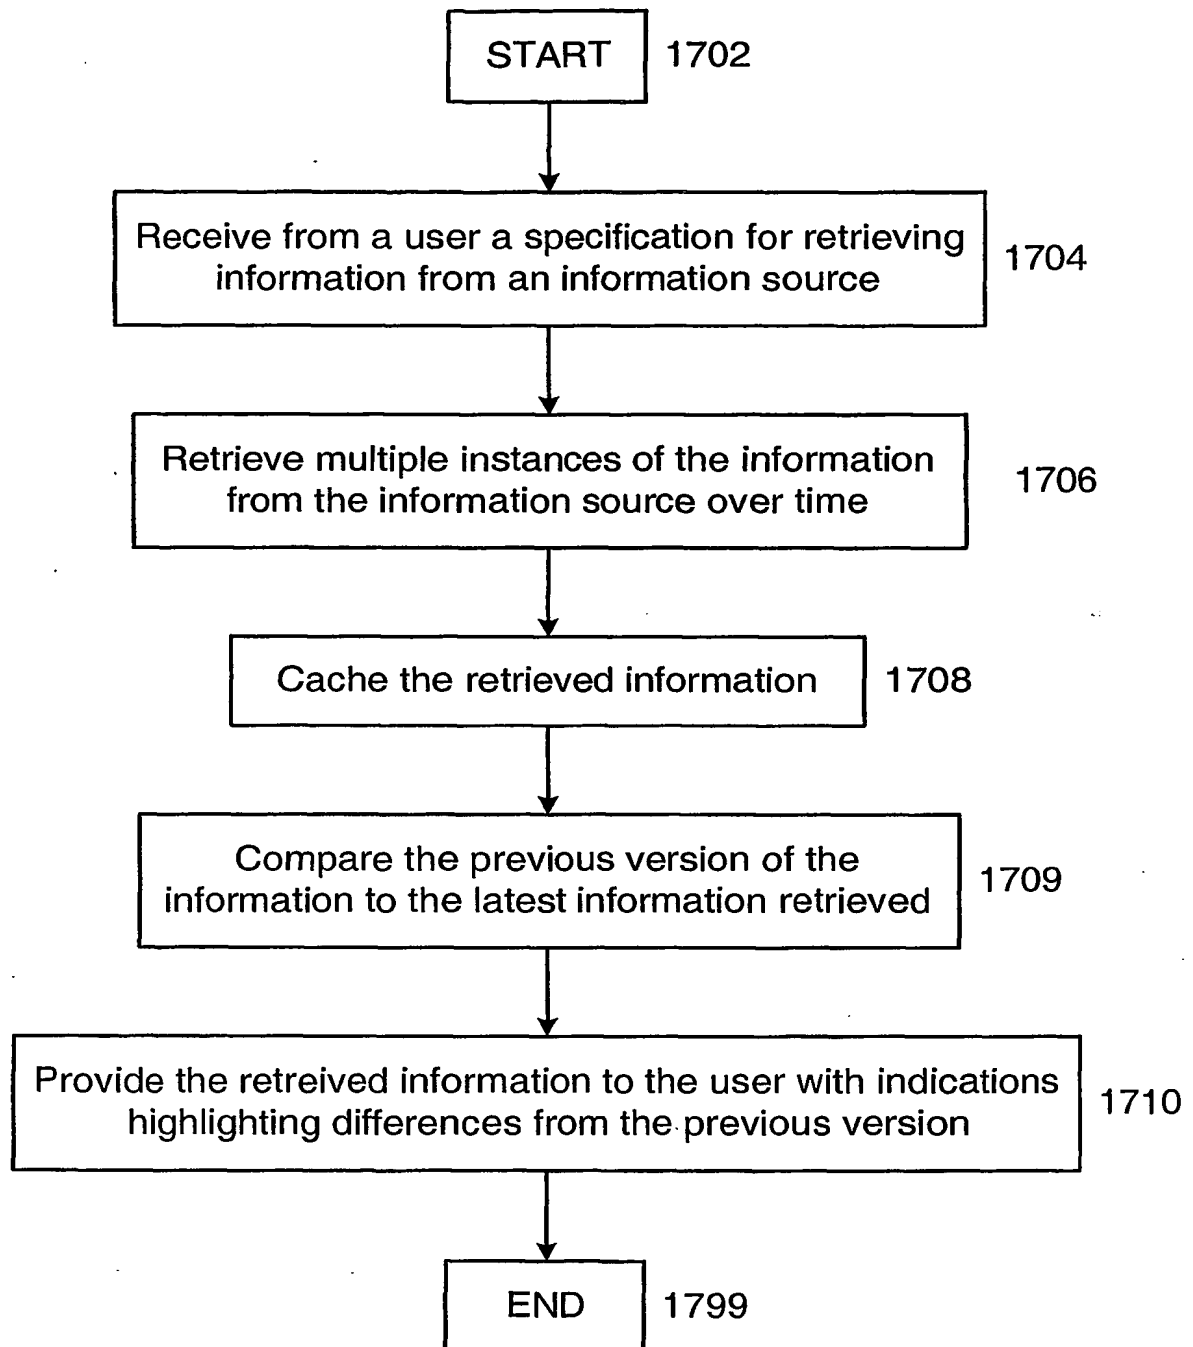 START 1702
Receive from a user a specification for retrieving
information from an information source
1704
Retrieve multiple instances of the information
from the information source over time
1706
Cache the retrieved information 1708
Compare the previous version of the
information to the latest information retrieved
1709
Provide the retreived information to the user with indications
highlighting differences from the previous version
1710
END 1799